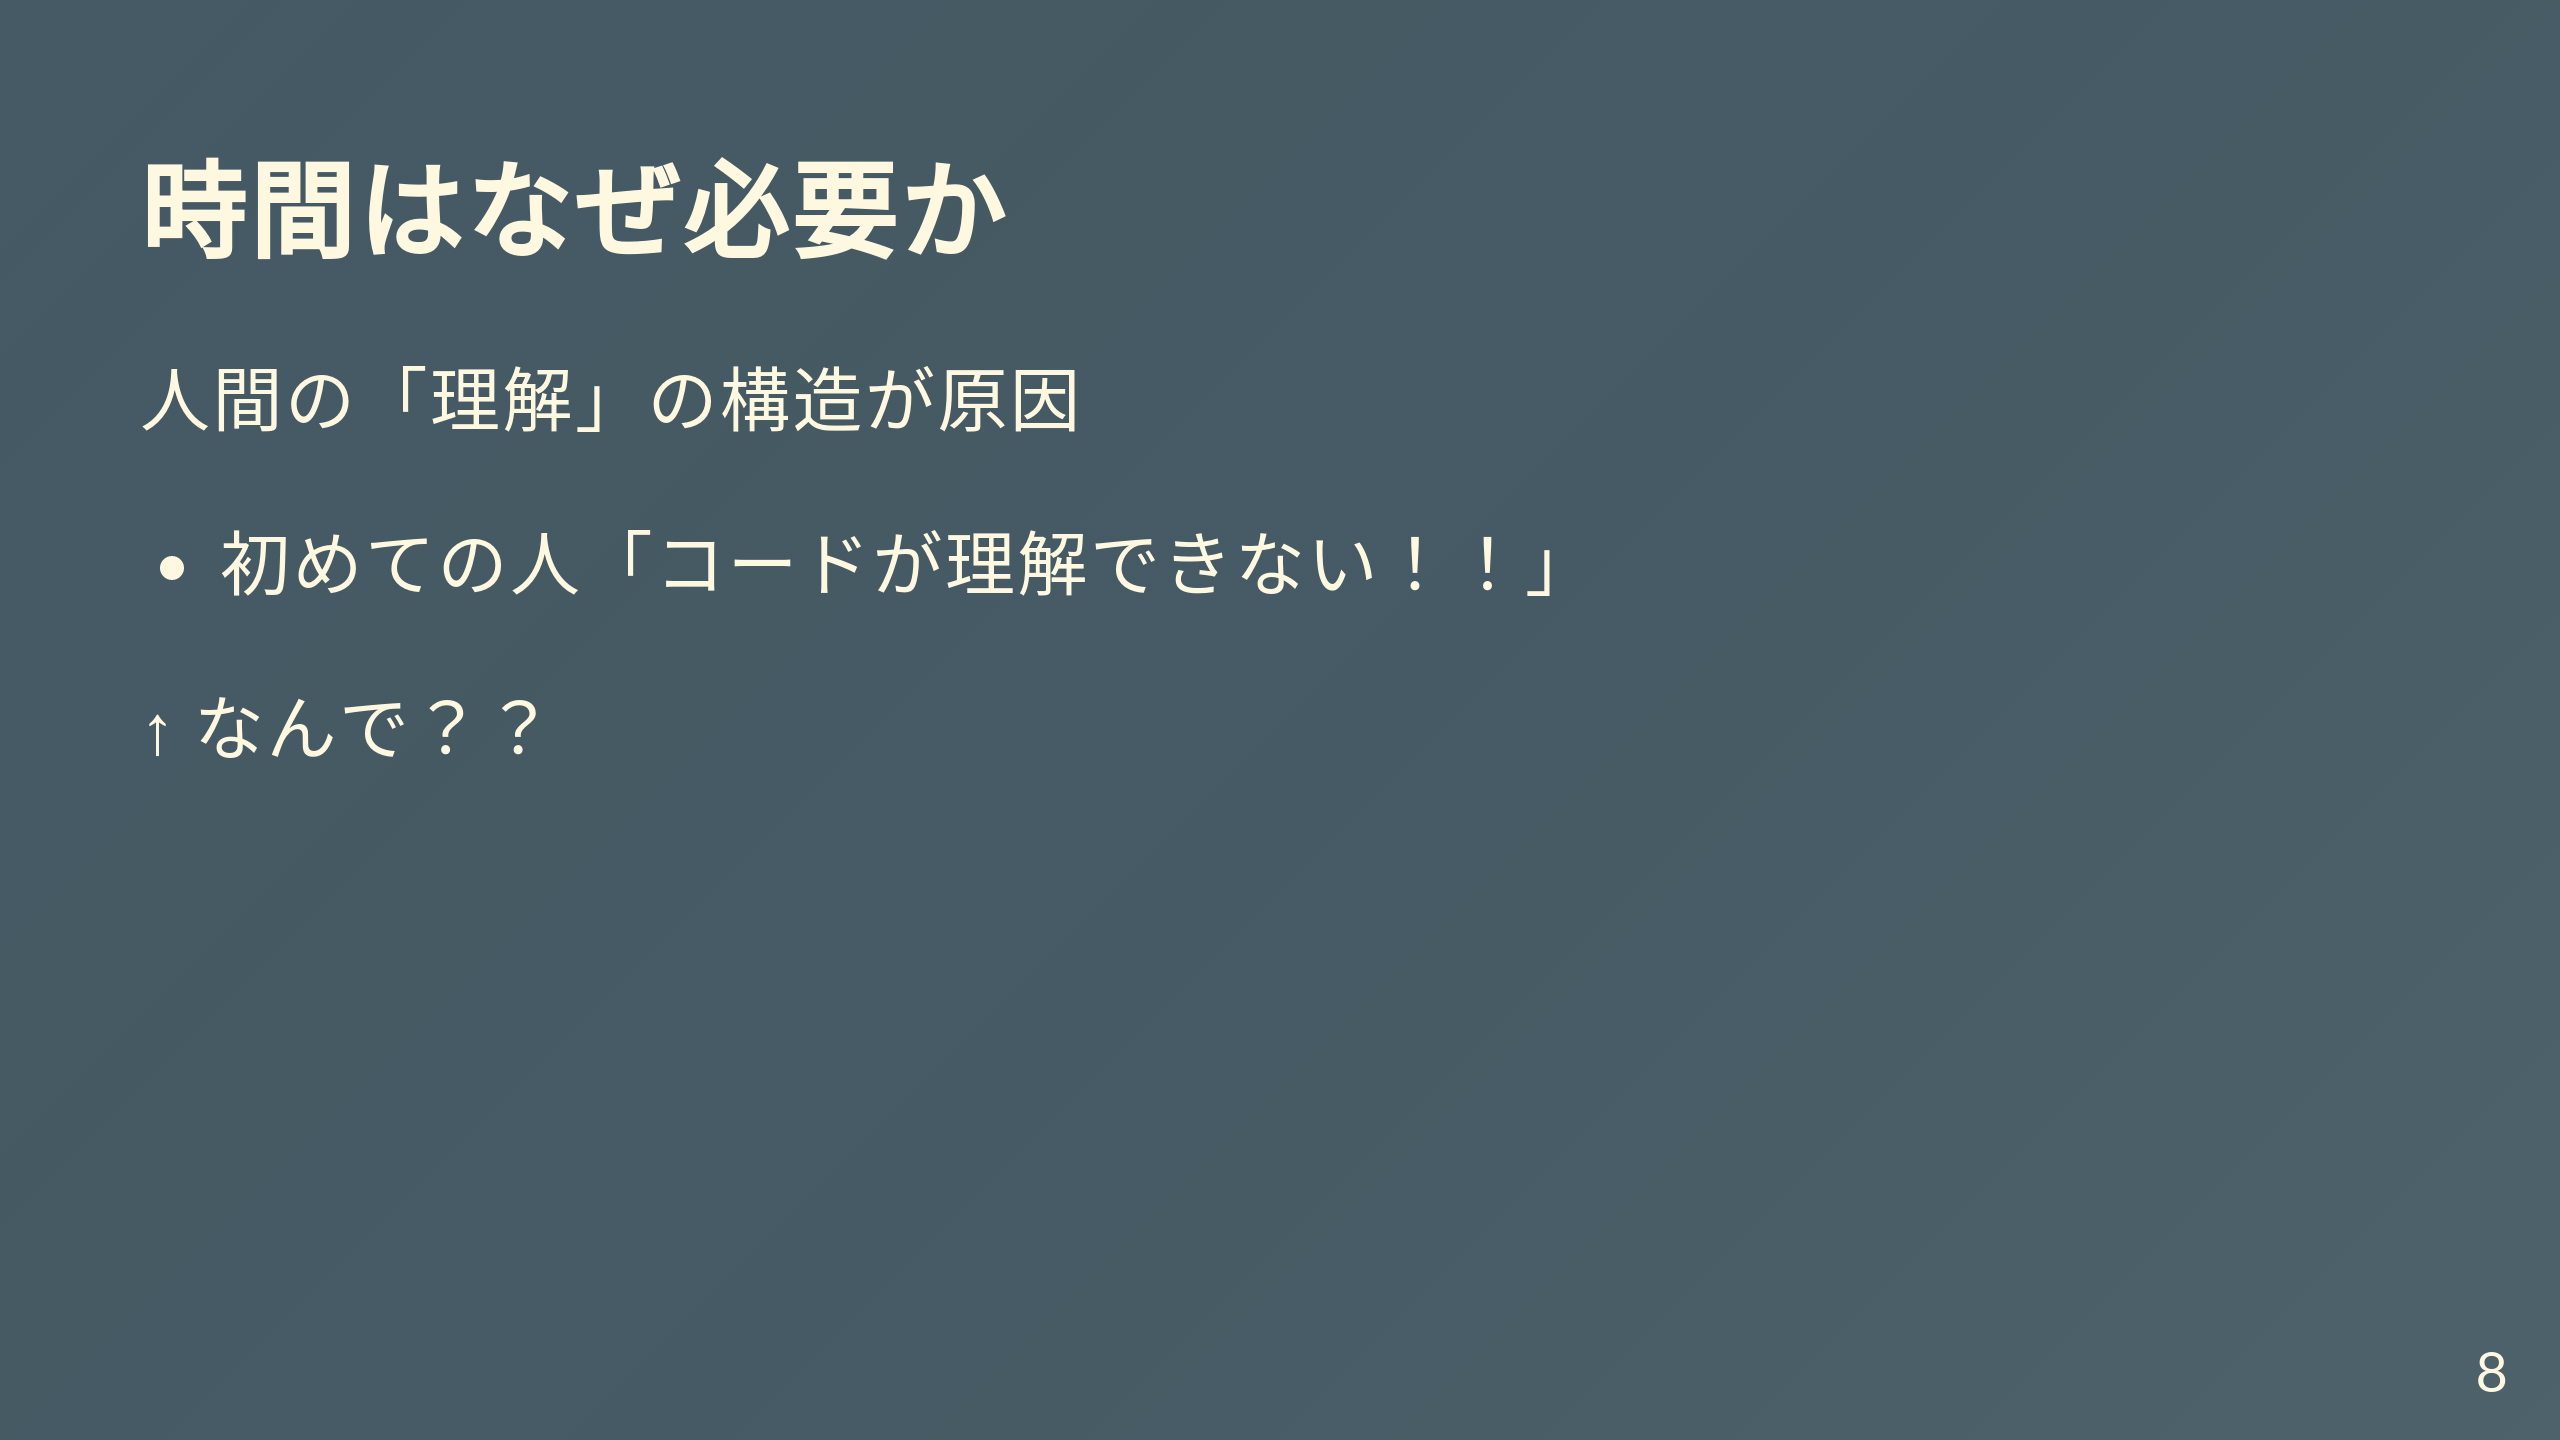 時間はなぜ必要か
人間の「理解」の構造が原因
• 初めての人「コードが理解できない！！」
↑ なんで？？
8